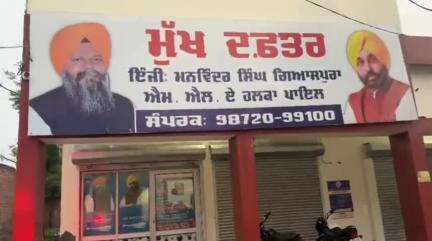 ਮੁੱਖ ਦਫ਼ਤਰ
ਇੰਜੀ: ਮਨਵਿੰਦਰ ਸਿੰਘ ਗਿਆਸਪੁਰਾ
ਐਮ. ਐਲ. ਏ ਹਲਕਾ ਪਾਇਲ
ਸੰਪਰਕ: 98720-99100